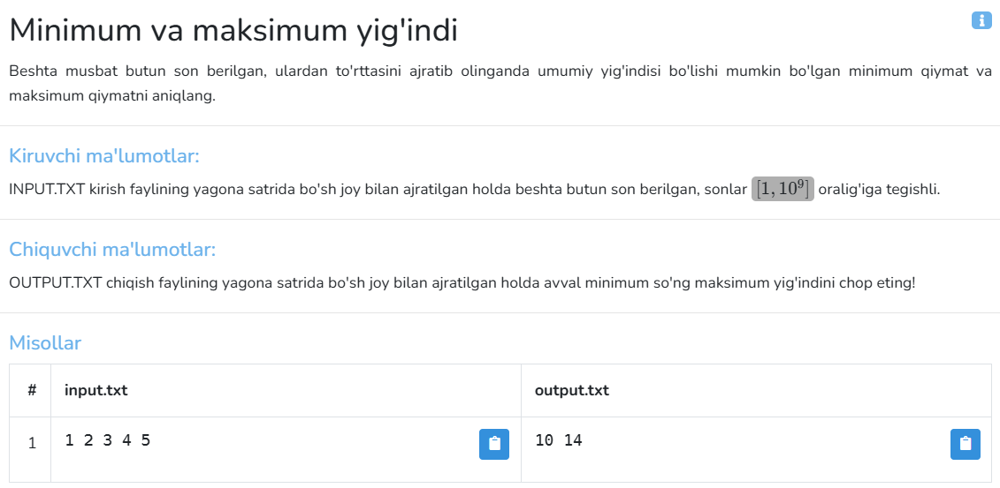 Minimum va maksimum yig'indi
Beshta musbat butun son berilgan, ulardan to'rttasini ajratib olinganda umumiy yig'indisi bo'lishi mumkin bo'lgan minimum qiymat va
maksimum qiymatni aniqlang.
Kiruvchi ma'lumotlar:
INPUT.TXT kirish faylining yagona satrida bo'sh joy bilan ajratilgan holda beshta butun son berilgan, sonlar [1, 10⁹] oralig'iga tegishli.
Chiquvchi ma'lumotlar:
OUTPUT.TXT chiqish faylining yagona satrida bo'sh joy bilan ajratilgan holda avval minimum so'ng maksimum yig'indini chop eting!
Misollar
# input.txt output.txt
1 1 2 3 4 5 10 14